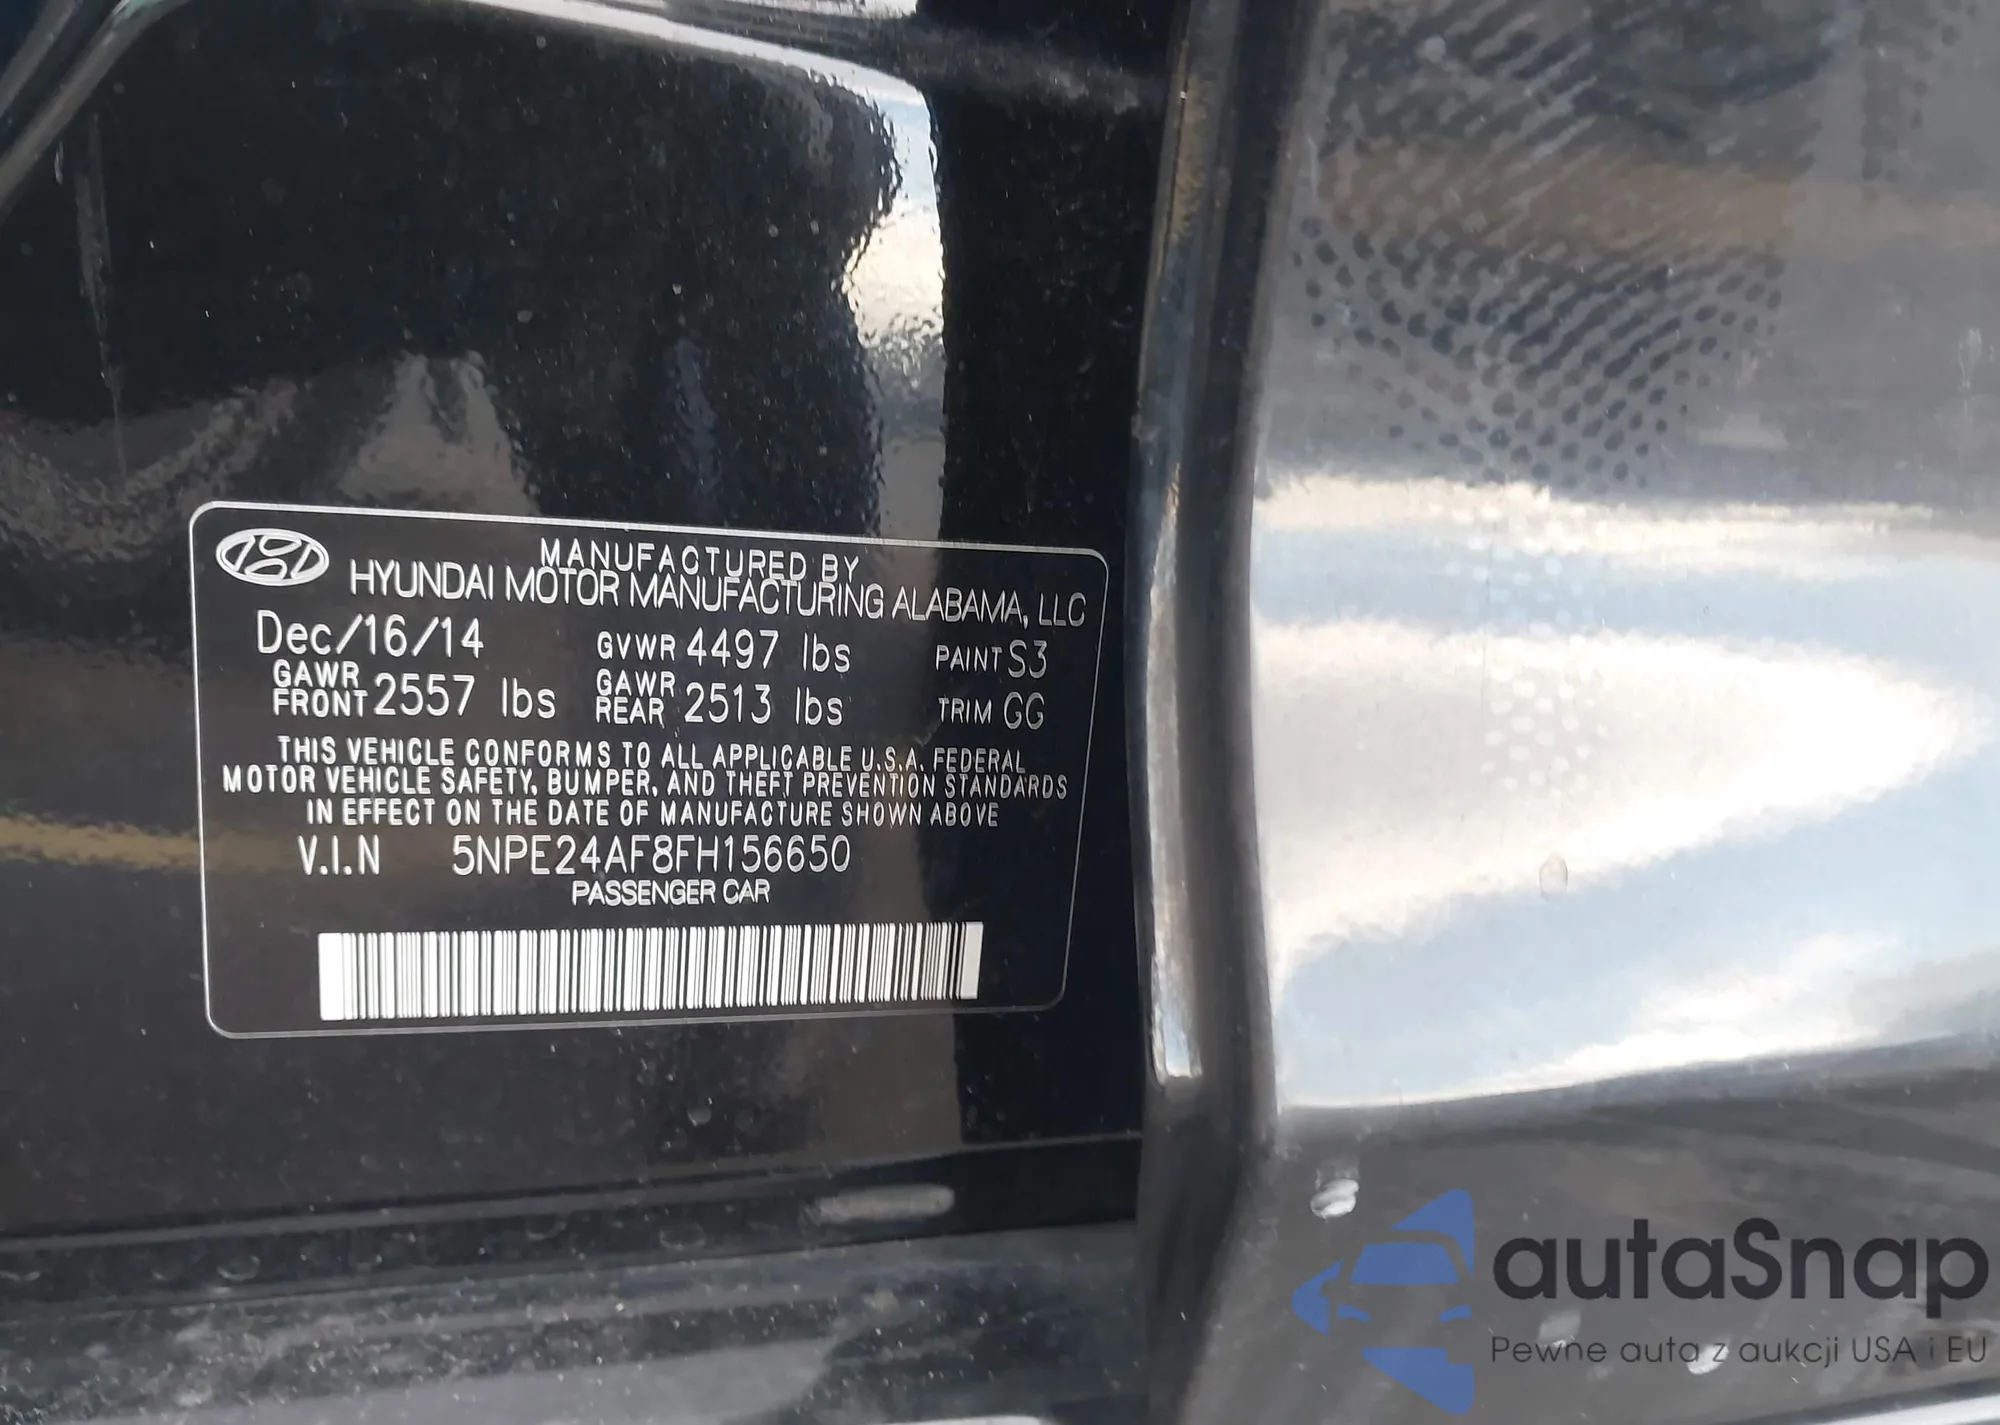 MANUFACTURED BY
HYUNDAI MOTOR MANUFACTURING ALABAMA, LLC
Dec/16/14 GVWR 4497 lbs PAINT S3
GAWR FRONT 2557 lbs GAWR REAR 2513 lbs TRIM GG
THIS VEHICLE CONFORMS TO ALL APPLICABLE U.S.A. FEDERAL
MOTOR VEHICLE SAFETY, BUMPER, AND THEFT PREVENTION STANDARDS
IN EFFECT ON THE DATE OF MANUFACTURE SHOWN ABOVE
V.I.N 5NPE24AF8FH156650
PASSENGER CAR
autaSnap
Pewne auta z aukcji USA i EU